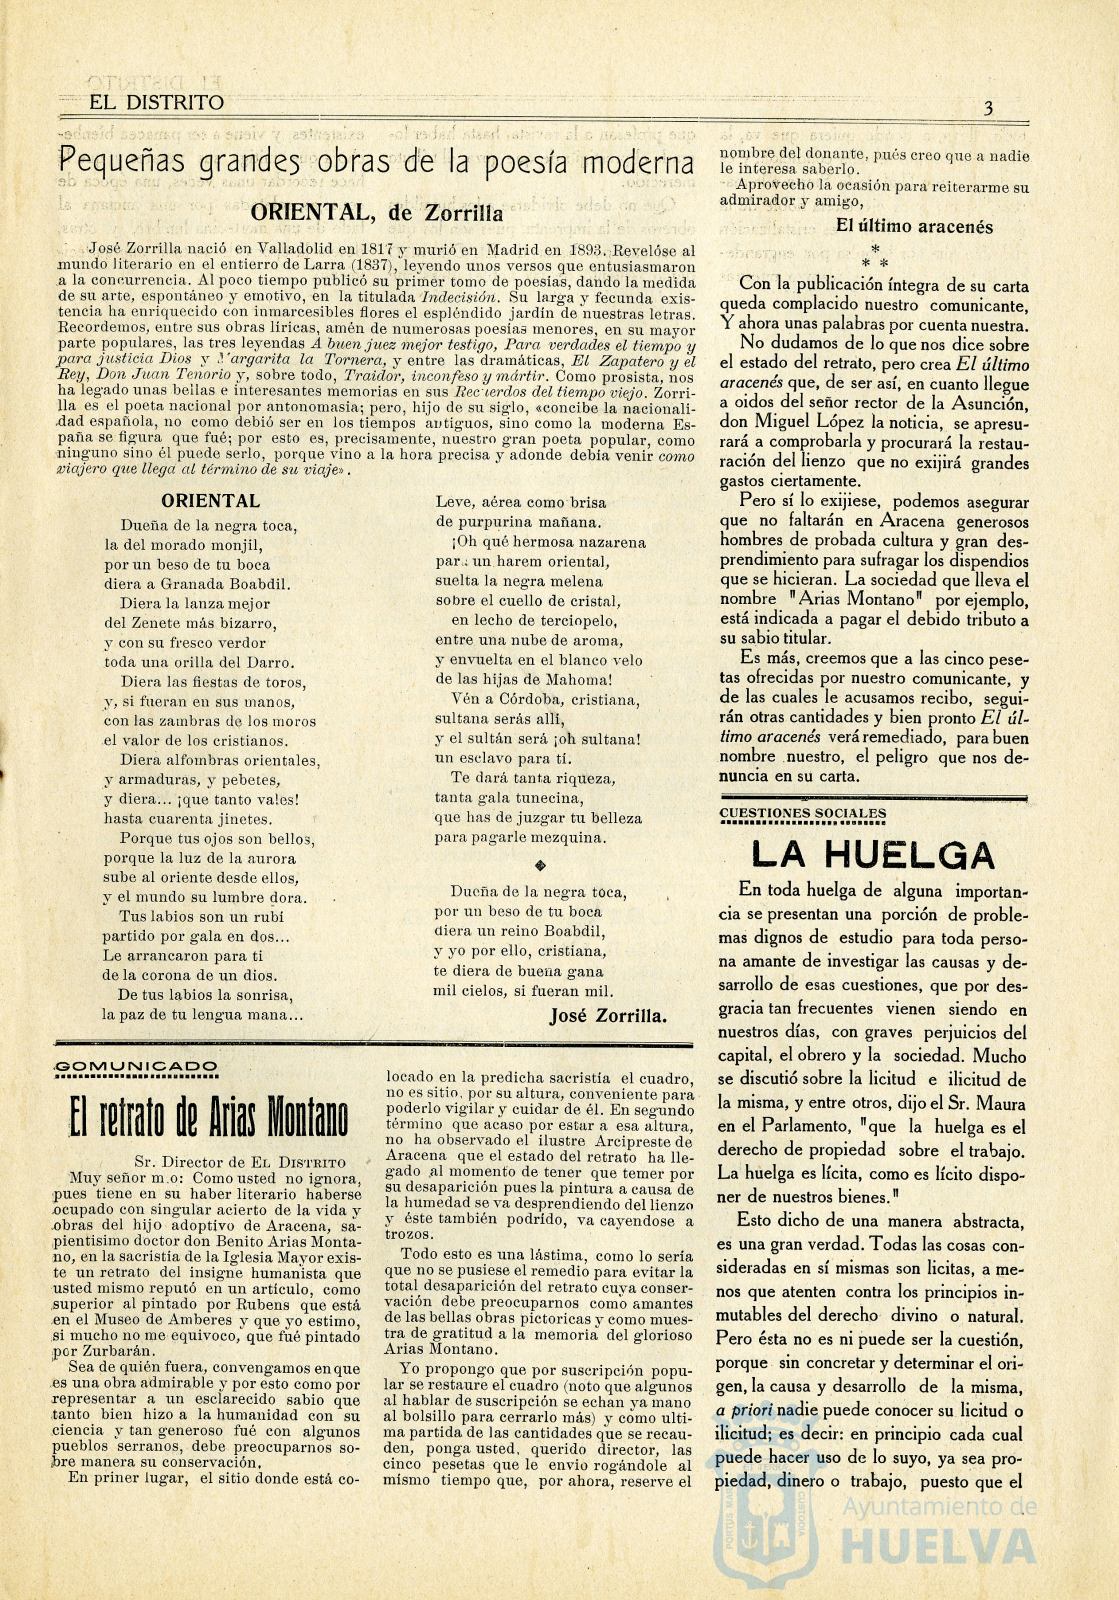 EL DISTRITO
3
Pequeñas grandes obras de la poesía moderna
ORIENTAL, de Zorrilla
José Zorrilla nació en Valladolid en 1817 y murió en Madrid en 1893. Revelóse al
mundo literario en el entierro de Larra (1837), leyendo unos versos que entusiasmaron
a la concurrencia. Al poco tiempo publicó su primer tomo de poesías, dando la medida
de su arte, espontáneo y emotivo, en la titulada Indecisión. Su larga y fecunda exis-
tencia ha enriquecido con inmarcesibles flores el espléndido jardín de nuestras letras.
Recordemos, entre sus obras líricas, amén de numerosas poesías menores, en su mayor
parte populares, las tres leyendas A buen juez mejor testigo, Para verdades el tiempo y
para justicia Dios y Margarita la Tornera, y entre las dramáticas, El Zapatero y el
Rey, Don Juan Tenorio y, sobre todo, Traidor, inconfeso y mártir. Como prosista, nos
ha legado unas bellas e interesantes memorias en sus Recuerdos del tiempo viejo. Zorri-
lla es el poeta nacional por antonomasia; pero, hijo de su siglo, «concibe la nacionali-
dad española, no como debió ser en los tiempos antiguos, sino como la moderna Es-
paña se figura que fué; por esto es, precisamente, nuestro gran poeta popular, como
ninguno sino él puede serlo, porque vino a la hora precisa y adonde debía venir como
viajero que llega al término de su viaje».
ORIENTAL
Dueña de la negra toca,
la del morado monjil,
por un beso de tu boca
diera a Granada Boabdil.
Diera la lanza mejor
del Zenete más bizarro,
y con su fresco verdor
toda una orilla del Darro.
Diera las fiestas de toros,
y, si fueran en sus manos,
con las zambras de los moros
el valor de los cristianos.
Diera alfombras orientales,
y armaduras, y pebetes,
y diera... ¡que tanto vales!
hasta cuarenta jinetes.
Porque tus ojos son bellos,
porque la luz de la aurora
sube al oriente desde ellos,
y el mundo su lumbre dora.
Tus labios son un rubí
partido por gala en dos...
Le arrancaron para ti
de la corona de un dios.
De tus labios la sonrisa,
la paz de tu lengua mana...
Leve, aérea como brisa
de purpurina mañana.
¡Oh qué hermosa nazarena
para un harem oriental,
suelta la negra melena
sobre el cuello de cristal,
en lecho de terciopelo,
entre una nube de aroma,
y envuelta en el blanco velo
de las hijas de Mahoma!
Vén a Córdoba, cristiana,
sultana serás allí,
y el sultán será ¡oh sultana!
un esclavo para tí.
Te dará tanta riqueza,
tanta gala tunecina,
que has de juzgar tu belleza
para pagarle mezquina.
Dueña de la negra toca,
por un beso de tu boca
diera un reino Boabdil,
y yo por ello, cristiana,
te diera de buena gana
mil cielos, si fueran mil.
José Zorrilla.
COMUNICADO
El retrato de Arias Montano
Sr. Director de EL DISTRITO
Muy señor m.o: Como usted no ignora,
pues tiene en su haber literario haberse
ocupado con singular acierto de la vida y
obras del hijo adoptivo de Aracena, sa-
pientisimo doctor don Benito Arias Monta-
no, en la sacristía de la Iglesia Mayor exis-
te un retrato del insigne humanista que
usted mismo reputó en un artículo, como
superior al pintado por Rubens que está
en el Museo de Amberes y que yo estimo,
si mucho no me equivoco, que fué pintado
por Zurbarán.
Sea de quién fuera, convengamos en que
es una obra admirable y por esto como por
representar a un esclarecido sabio que
tanto bien hizo a la humanidad con su
ciencia y tan generoso fué con algunos
pueblos serranos, debe preocuparnos so-
bre manera su conservación,
En priner lugar, el sitio donde está co-
locado en la predicha sacristía el cuadro,
no es sitio, por su altura, conveniente para
poderlo vigilar y cuidar de él. En segundo
término que acaso por estar a esa altura,
no ha observado el ilustre Arcipreste de
Aracena que el estado del retrato ha lle-
gado al momento de tener que temer por
su desaparición pues la pintura a causa de
la humedad se va desprendiendo del lienzo
y éste también podrído, va cayendose a
trozos.
Todo esto es una lástima, como lo sería
que no se pusiese el remedio para evitar la
total desaparición del retrato cuya conser-
vación debe preocuparnos como amantes
de las bellas obras pictoricas y como mues-
tra de gratitud a la memoria del glorioso
Arias Montano.
Yo propongo que por suscripción popu-
lar se restaure el cuadro (noto que algunos
al hablar de suscripción se echan ya mano
al bolsillo para cerrarlo más) y como ulti-
ma partida de las cantidades que se recau-
den, ponga usted, querido director, las
cinco pesetas que le envio rogándole al
mísmo tiempo que, por ahora, reserve el
nombre del donante, pués creo que a nadie
le interesa saberlo.
Aprovecho la ocasión para reiterarme su
admirador y amigo,
El último aracenés
*
* *
Con la publicación íntegra de su carta
queda complacido nuestro comunicante,
Y ahora unas palabras por cuenta nuestra.
No dudamos de lo que nos dice sobre
el estado del retrato, pero crea El último
aracenés que, de ser así, en cuanto llegue
a oidos del señor rector de la Asunción,
don Miguel López la noticia, se apresu-
rará a comprobarla y procurará la restau-
ración del lienzo que no exijirá grandes
gastos ciertamente.
Pero sí lo exijiese, podemos asegurar
que no faltarán en Aracena generosos
hombres de probada cultura y gran des-
prendimiento para sufragar los dispendios
que se hicieran. La sociedad que lleva el
nombre "Arias Montano" por ejemplo,
está indicada a pagar el debido tributo a
su sabio titular.
Es más, creemos que a las cinco pese-
tas ofrecidas por nuestro comunicante, y
de las cuales le acusamos recibo, segui-
rán otras cantidades y bien pronto El úl-
timo aracenés verá remediado, para buen
nombre nuestro, el peligro que nos de-
nuncia en su carta.
CUESTIONES SOCIALES
LA HUELGA
En toda huelga de alguna importan-
cia se presentan una porción de proble-
mas dignos de estudio para toda perso-
na amante de investigar las causas y de-
sarrollo de esas cuestiones, que por des-
gracia tan frecuentes vienen siendo en
nuestros días, con graves perjuicios del
capital, el obrero y la sociedad. Mucho
se discutió sobre la licitud e ilicitud de
la misma, y entre otros, dijo el Sr. Maura
en el Parlamento, "que la huelga es el
derecho de propiedad sobre el trabajo.
La huelga es lícita, como es lícito dispo-
ner de nuestros bienes."
Esto dicho de una manera abstracta,
es una gran verdad. Todas las cosas con-
sideradas en sí mismas son licitas, a me-
nos que atenten contra los principios in-
mutables del derecho divino o natural.
Pero ésta no es ni puede ser la cuestión,
porque sin concretar y determinar el ori-
gen, la causa y desarrollo de la misma,
a priori nadie puede conocer su licitud o
ilicitud; es decir: en principio cada cual
puede hacer uso de lo suyo, ya sea pro-
piedad, dinero o trabajo, puesto que el
Ayuntamiento de
HUELVA